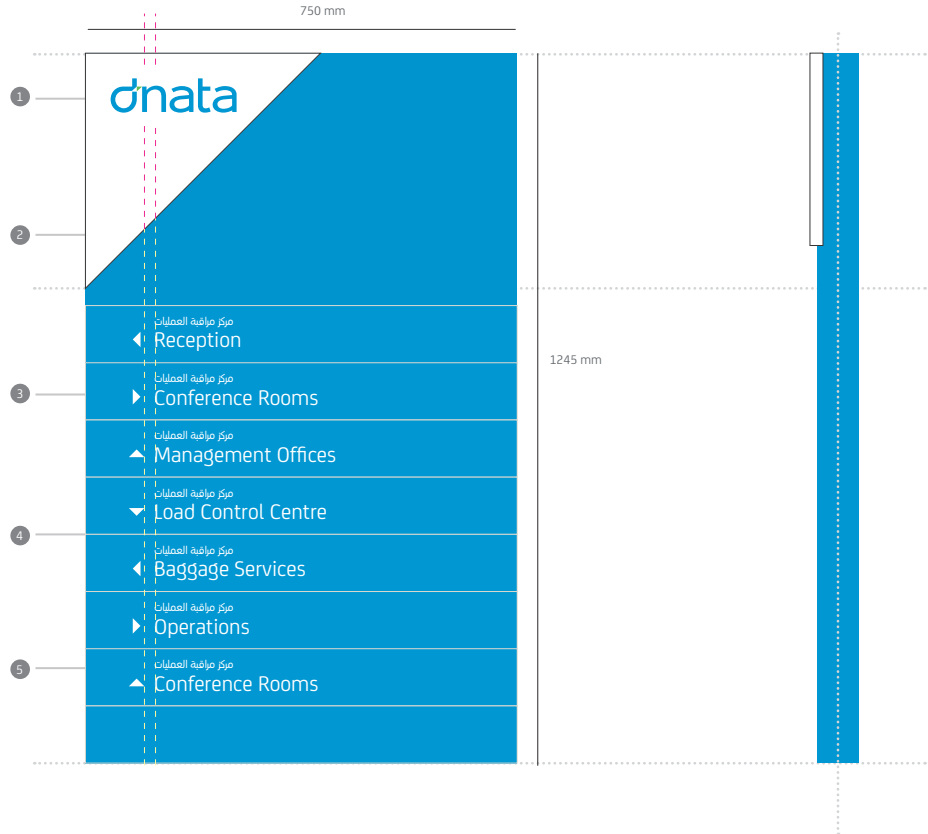 750 mm
1
dnata
2
مركز مراقبة العمليات
Reception
1245 mm
3
مركز مراقبة العمليات
Conference Rooms
مركز مراقبة العمليات
Management Offices
مركز مراقبة العمليات
Load Control Centre
4
مركز مراقبة العمليات
Baggage Services
مركز مراقبة العمليات
Operations
5
مركز مراقبة العمليات
Conference Rooms